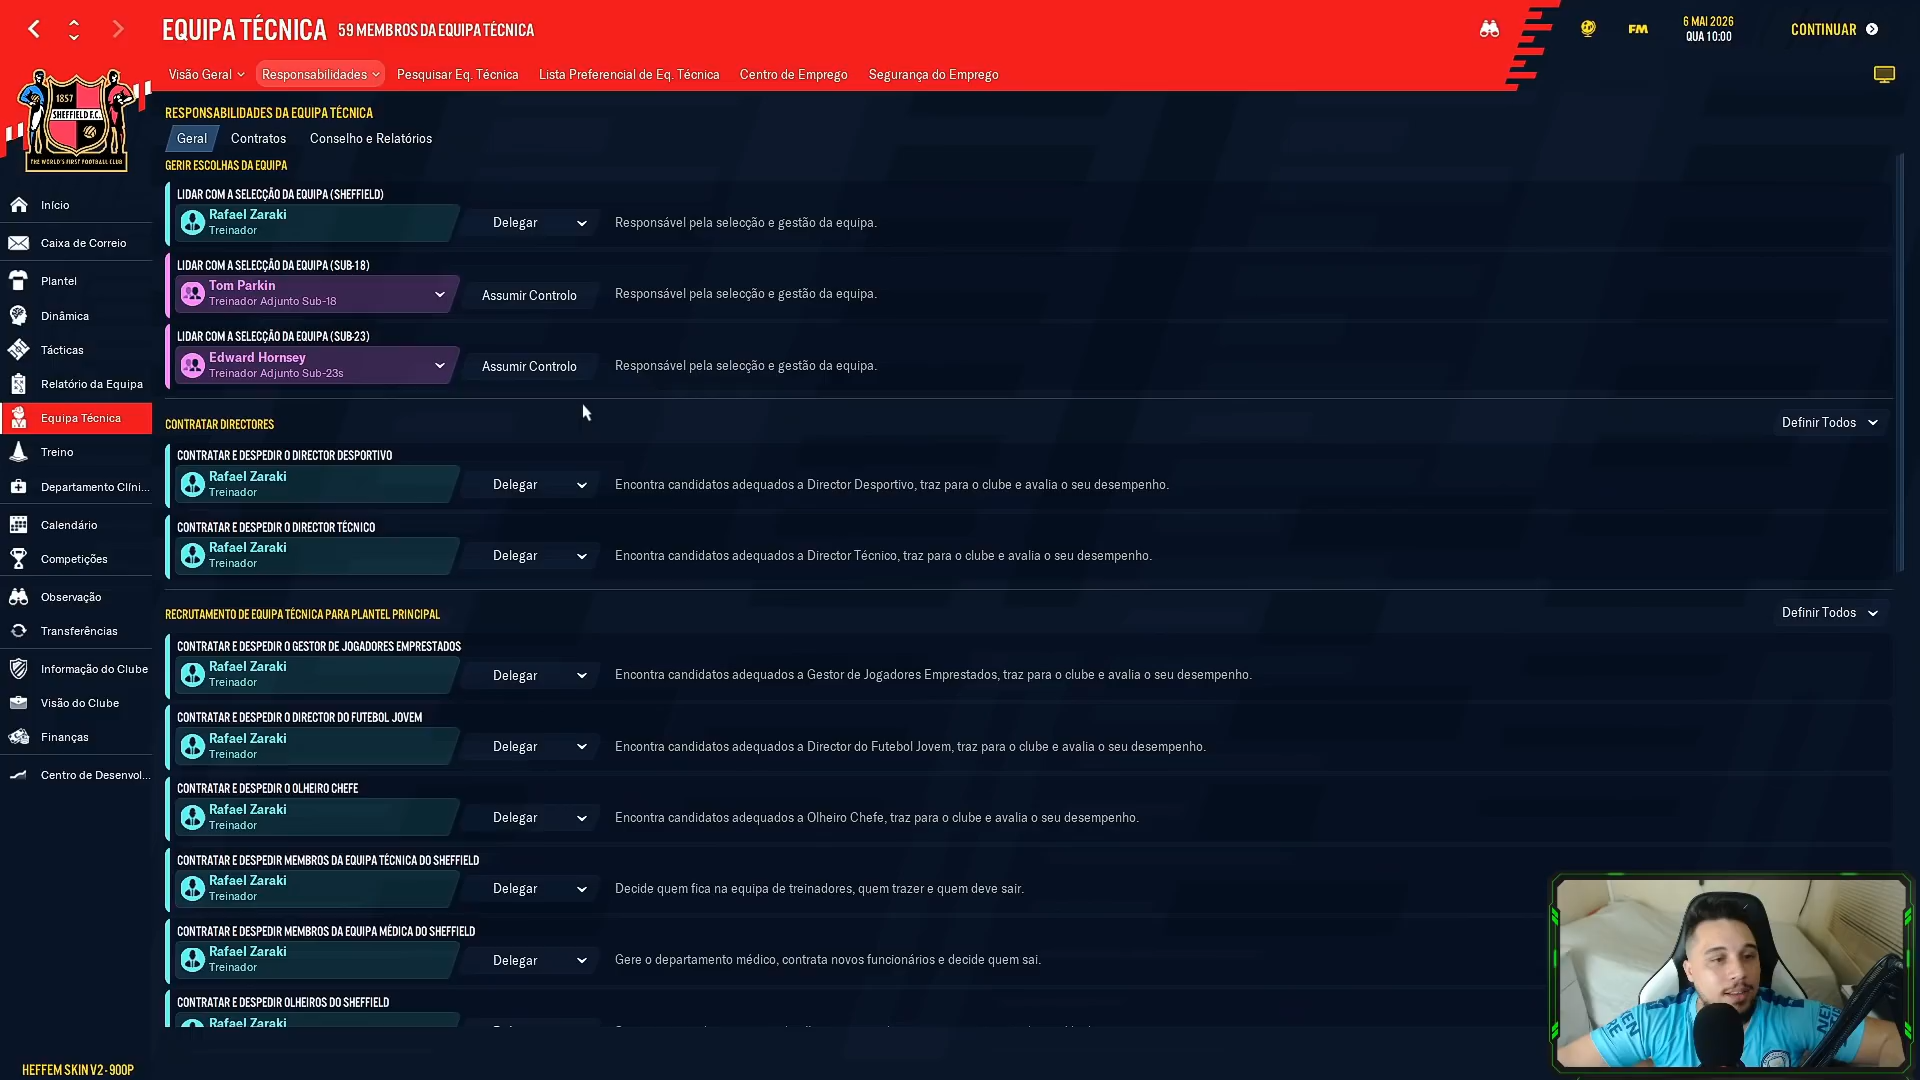 EQUIPA TÉCNICA 59 MEMBROS DA EQUIPA TÉCNICA
FM
6 MAI 2026
QUA 10:00
CONTINUAR
Visão Geral Responsabilidades Pesquisar Eq. Técnica Lista Preferencial de Eq. Técnica Centro de Emprego Segurança do Emprego
1857
SHEFFIELD F.C.
THE WORLD'S FIRST FOOTBALL CLUB
Início
Caixa de Correio
Plantel
Dinâmica
Tácticas
Relatório da Equipa
Equipa Técnica
Treino
Departamento Clíni...
Calendário
Competições
Observação
Transferências
Informação do Clube
Visão do Clube
Finanças
Centro de Desenvol...
HEFFEM SKIN V2 - 900P
RESPONSABILIDADES DA EQUIPA TÉCNICA
Geral Contratos Conselho e Relatórios
GERIR ESCOLHAS DA EQUIPA
LIDAR COM A SELECÇÃO DA EQUIPA (SHEFFIELD)
Rafael Zaraki
Treinador
Delegar
Responsável pela selecção e gestão da equipa.
LIDAR COM A SELECÇÃO DA EQUIPA (SUB-18)
Tom Parkin
Treinador Adjunto Sub-18
Assumir Controlo
Responsável pela selecção e gestão da equipa.
LIDAR COM A SELECÇÃO DA EQUIPA (SUB-23)
Edward Hornsey
Treinador Adjunto Sub-23s
Assumir Controlo
Responsável pela selecção e gestão da equipa.
CONTRATAR DIRECTORES
Definir Todos
CONTRATAR E DESPEDIR O DIRECTOR DESPORTIVO
Rafael Zaraki
Treinador
Delegar
Encontra candidatos adequados a Director Desportivo, traz para o clube e avalia o seu desempenho.
CONTRATAR E DESPEDIR O DIRECTOR TÉCNICO
Rafael Zaraki
Treinador
Delegar
Encontra candidatos adequados a Director Técnico, traz para o clube e avalia o seu desempenho.
RECRUTAMENTO DE EQUIPA TÉCNICA PARA PLANTEL PRINCIPAL
Definir Todos
CONTRATAR E DESPEDIR O GESTOR DE JOGADORES EMPRESTADOS
Rafael Zaraki
Treinador
Delegar
Encontra candidatos adequados a Gestor de Jogadores Emprestados, traz para o clube e avalia o seu desempenho.
CONTRATAR E DESPEDIR O DIRECTOR DO FUTEBOL JOVEM
Rafael Zaraki
Treinador
Delegar
Encontra candidatos adequados a Director do Futebol Jovem, traz para o clube e avalia o seu desempenho.
CONTRATAR E DESPEDIR O OLHEIRO CHEFE
Rafael Zaraki
Treinador
Delegar
Encontra candidatos adequados a Olheiro Chefe, traz para o clube e avalia o seu desempenho.
CONTRATAR E DESPEDIR MEMBROS DA EQUIPA TÉCNICA DO SHEFFIELD
Rafael Zaraki
Treinador
Delegar
Decide quem fica na equipa de treinadores, quem trazer e quem deve sair.
CONTRATAR E DESPEDIR MEMBROS DA EQUIPA MÉDICA DO SHEFFIELD
Rafael Zaraki
Treinador
Delegar
Gere o departamento médico, contrata novos funcionários e decide quem sai.
CONTRATAR E DESPEDIR OLHEIROS DO SHEFFIELD
Rafael Zaraki